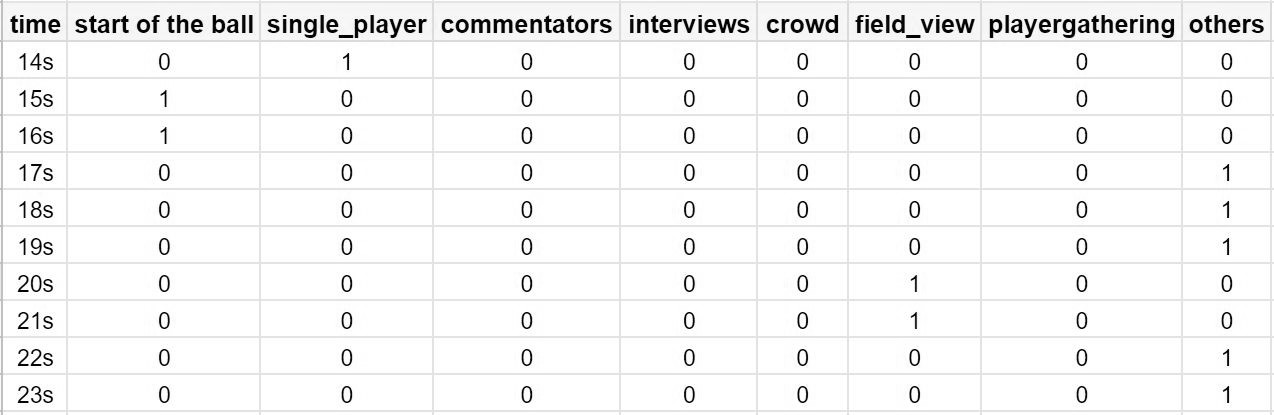 time start of the ball single_player commentators interviews crowd field_view playergathering others
14s 0 1 0 0 0 0 0 0
15s 1 0 0 0 0 0 0 0
16s 1 0 0 0 0 0 0 0
17s 0 0 0 0 0 0 0 1
18s 0 0 0 0 0 0 0 1
19s 0 0 0 0 0 0 0 1
20s 0 0 0 0 0 1 0 0
21s 0 0 0 0 0 1 0 0
22s 0 0 0 0 0 0 0 1
23s 0 0 0 0 0 0 0 1